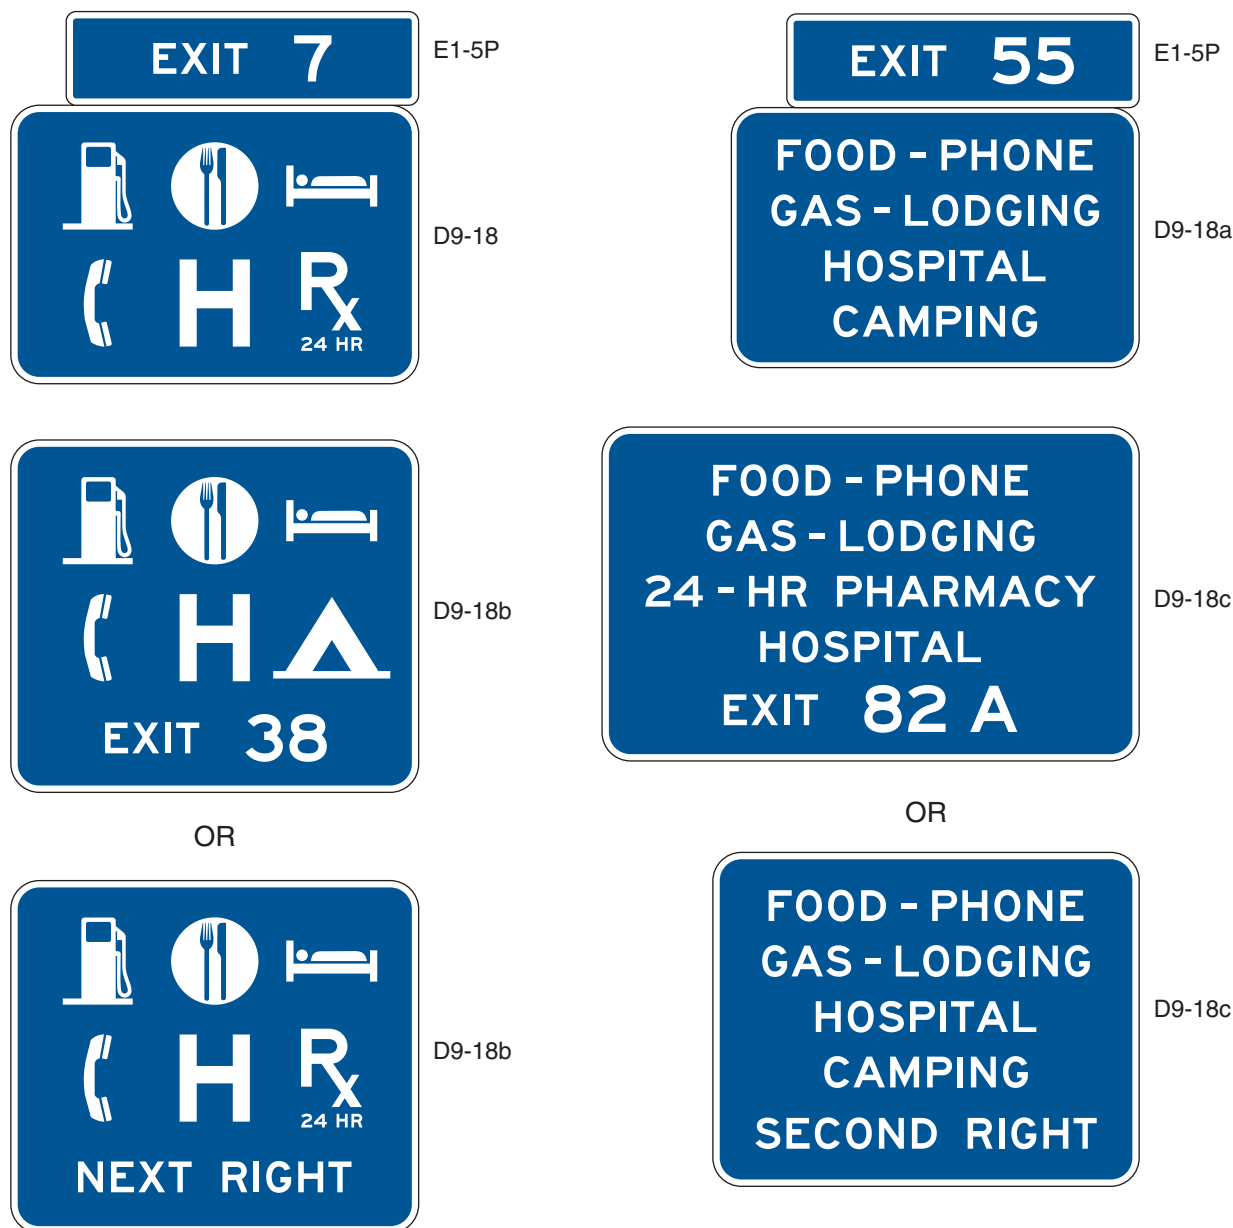 EXIT 7
E1-5P
D9-18
H
Rx
24 HR
EXIT 55
E1-5P
FOOD - PHONE
GAS - LODGING
HOSPITAL
CAMPING
D9-18a
H
D9-18b
EXIT 38
OR
H
Rx
24 HR
D9-18b
NEXT RIGHT
FOOD - PHONE
GAS - LODGING
24 - HR PHARMACY
HOSPITAL
EXIT 82 A
D9-18c
OR
FOOD - PHONE
GAS - LODGING
HOSPITAL
CAMPING
SECOND RIGHT
D9-18c